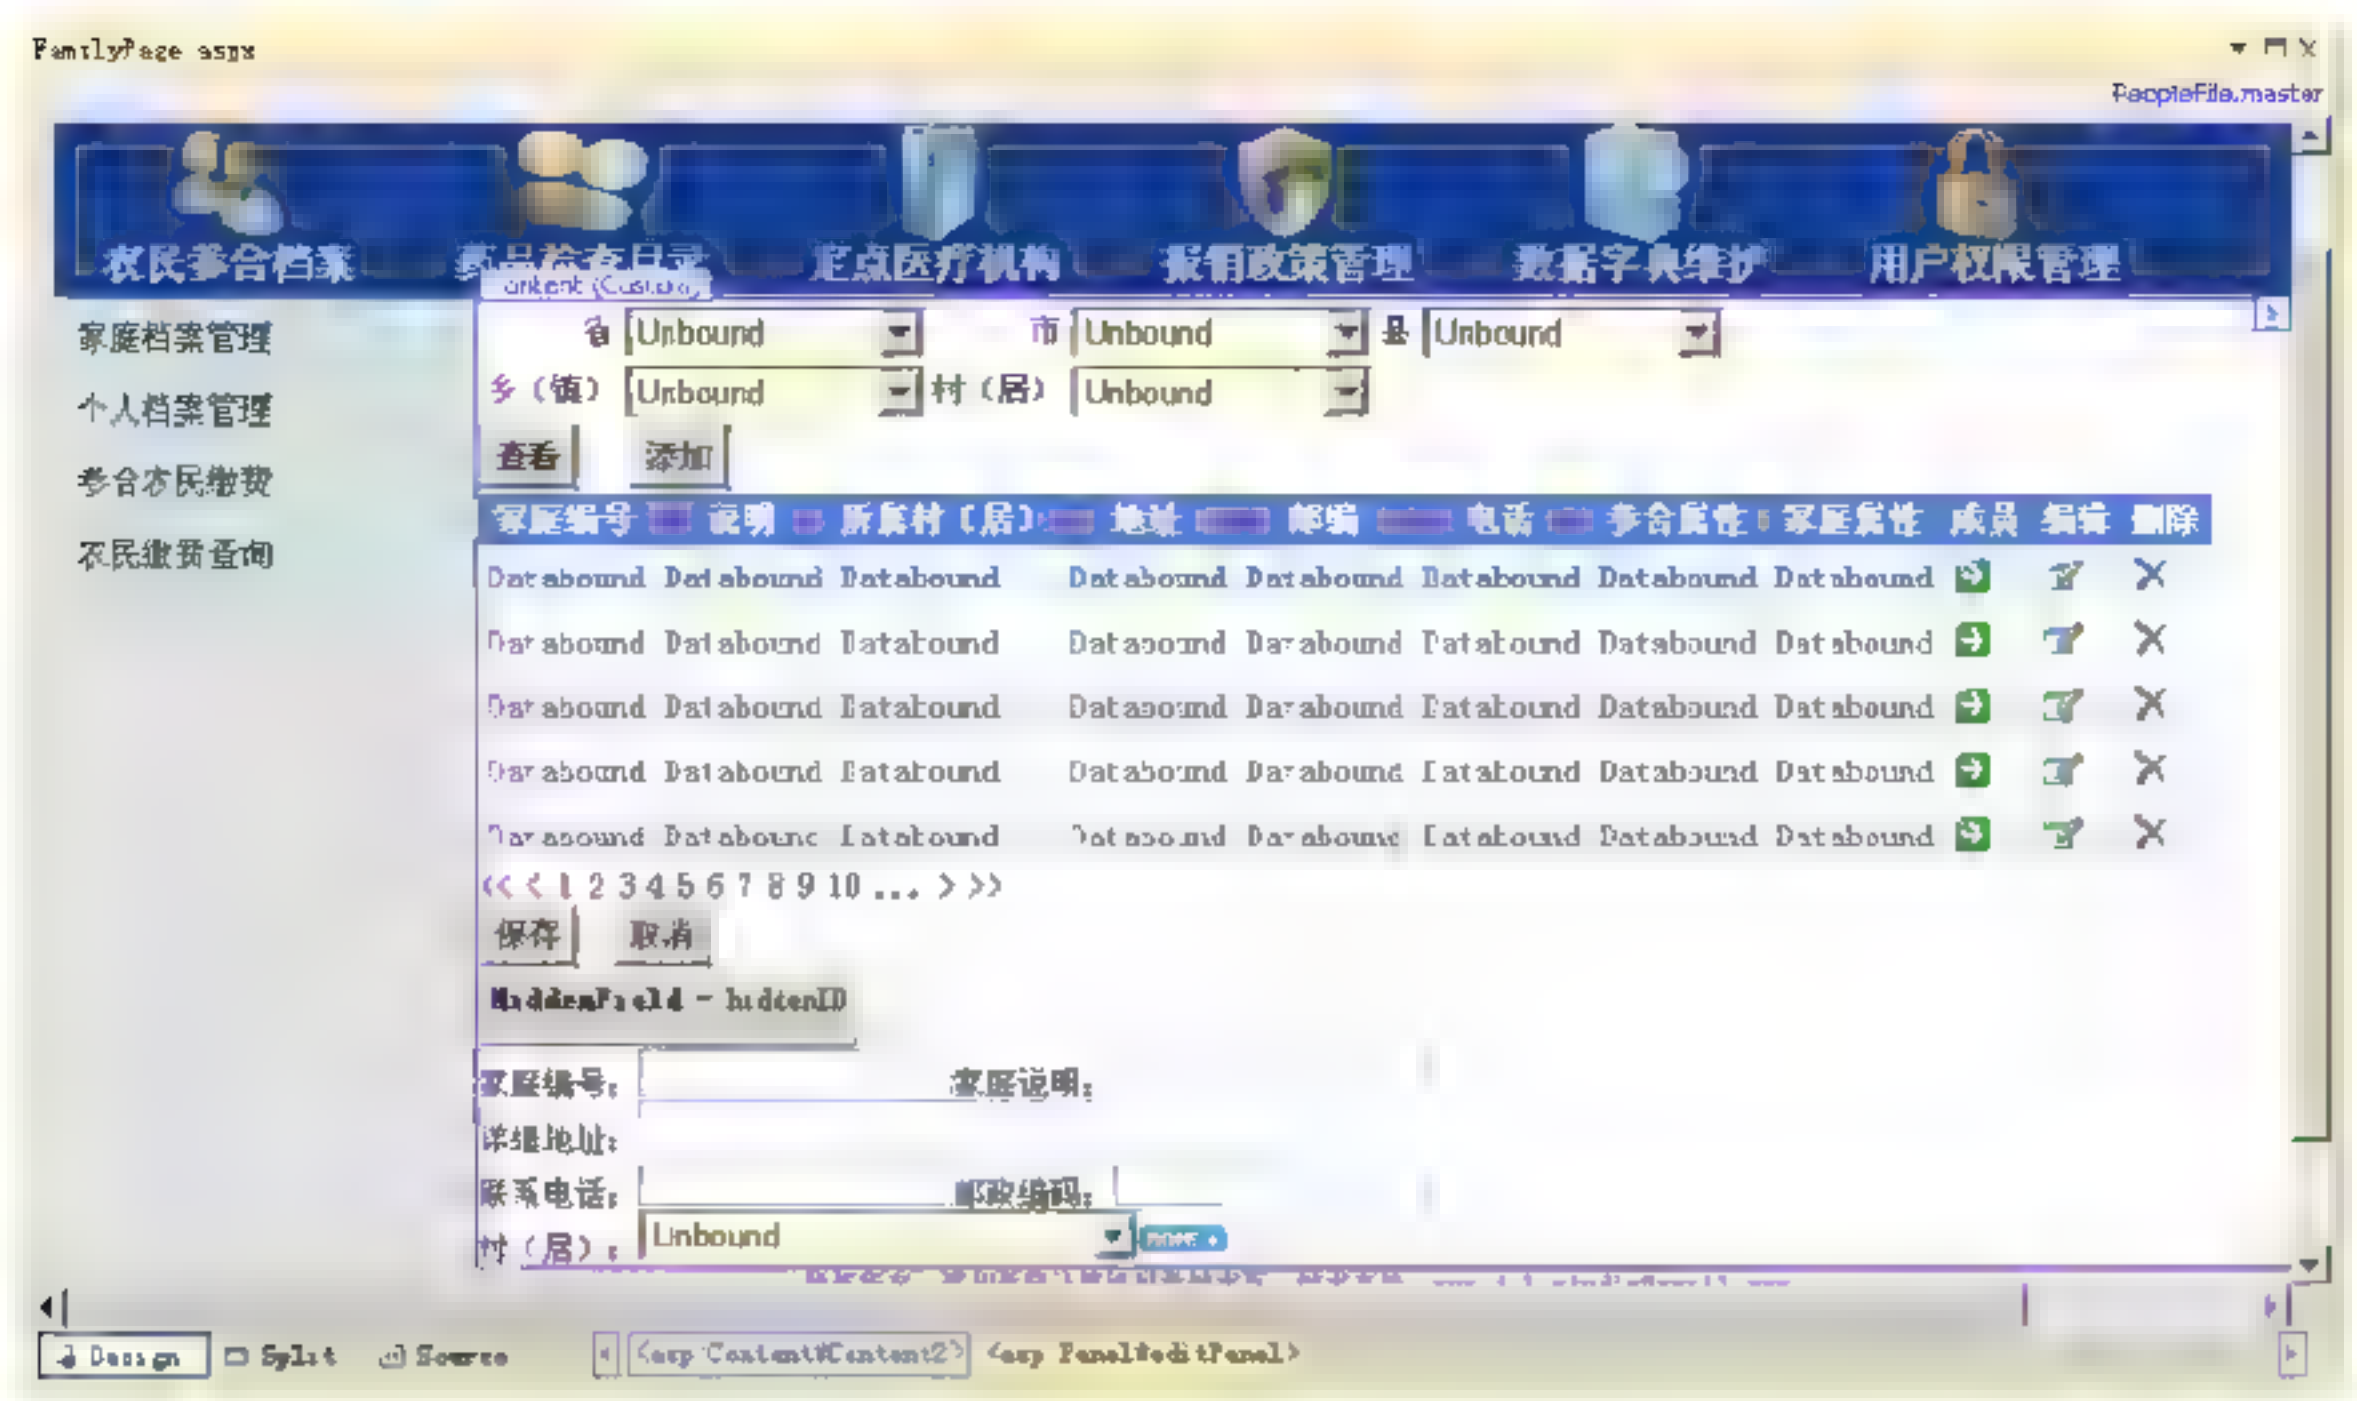 FamilyPage.aspx
PeopleFile.master
农民参合档案 药品检查目录 定点医疗机构 报销政策管理 数据字典维护 用户权限管理
Content (Custom)
家庭档案管理
个人档案管理
参合农民缴费
农民缴费查询
省 Unbound 市 Unbound 县 Unbound
乡（镇） Unbound 村（居） Unbound
查看 添加
家庭编号 说明 所属村（居） 地址 邮编 电话 参合属性 家庭属性 成员 编辑 删除
Databound Databound Databound Databound Databound Databound Databound Databound
Databound Databound Databound Databound Databound Databound Databound Databound
Databound Databound Databound Databound Databound Databound Databound Databound
Databound Databound Databound Databound Databound Databound Databound Databound
Databound Databound Databound Databound Databound Databound Databound Databound
<< < 1 2 3 4 5 6 7 8 9 10 ... > >>
保存 取消
HiddenField - hiddenID
家庭编号： 家庭说明：
详细地址：
联系电话： 邮政编码：
村（居）： Unbound
Design Split Source <asp:Content#Content2> <asp:Panel#editPanel>